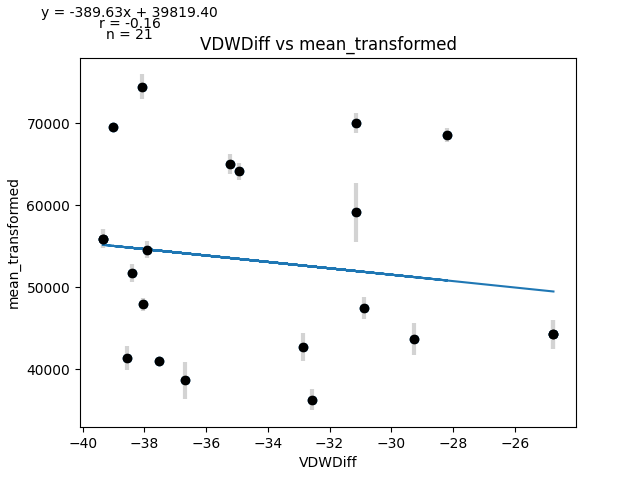 y = -389.63x + 39819.40
r = -0.16
n = 21
VDWDiff vs mean_transformed
mean_transformed
70000
60000
50000
40000
−40 −38 −36 −34 −32 −30 −28 −26
VDWDiff